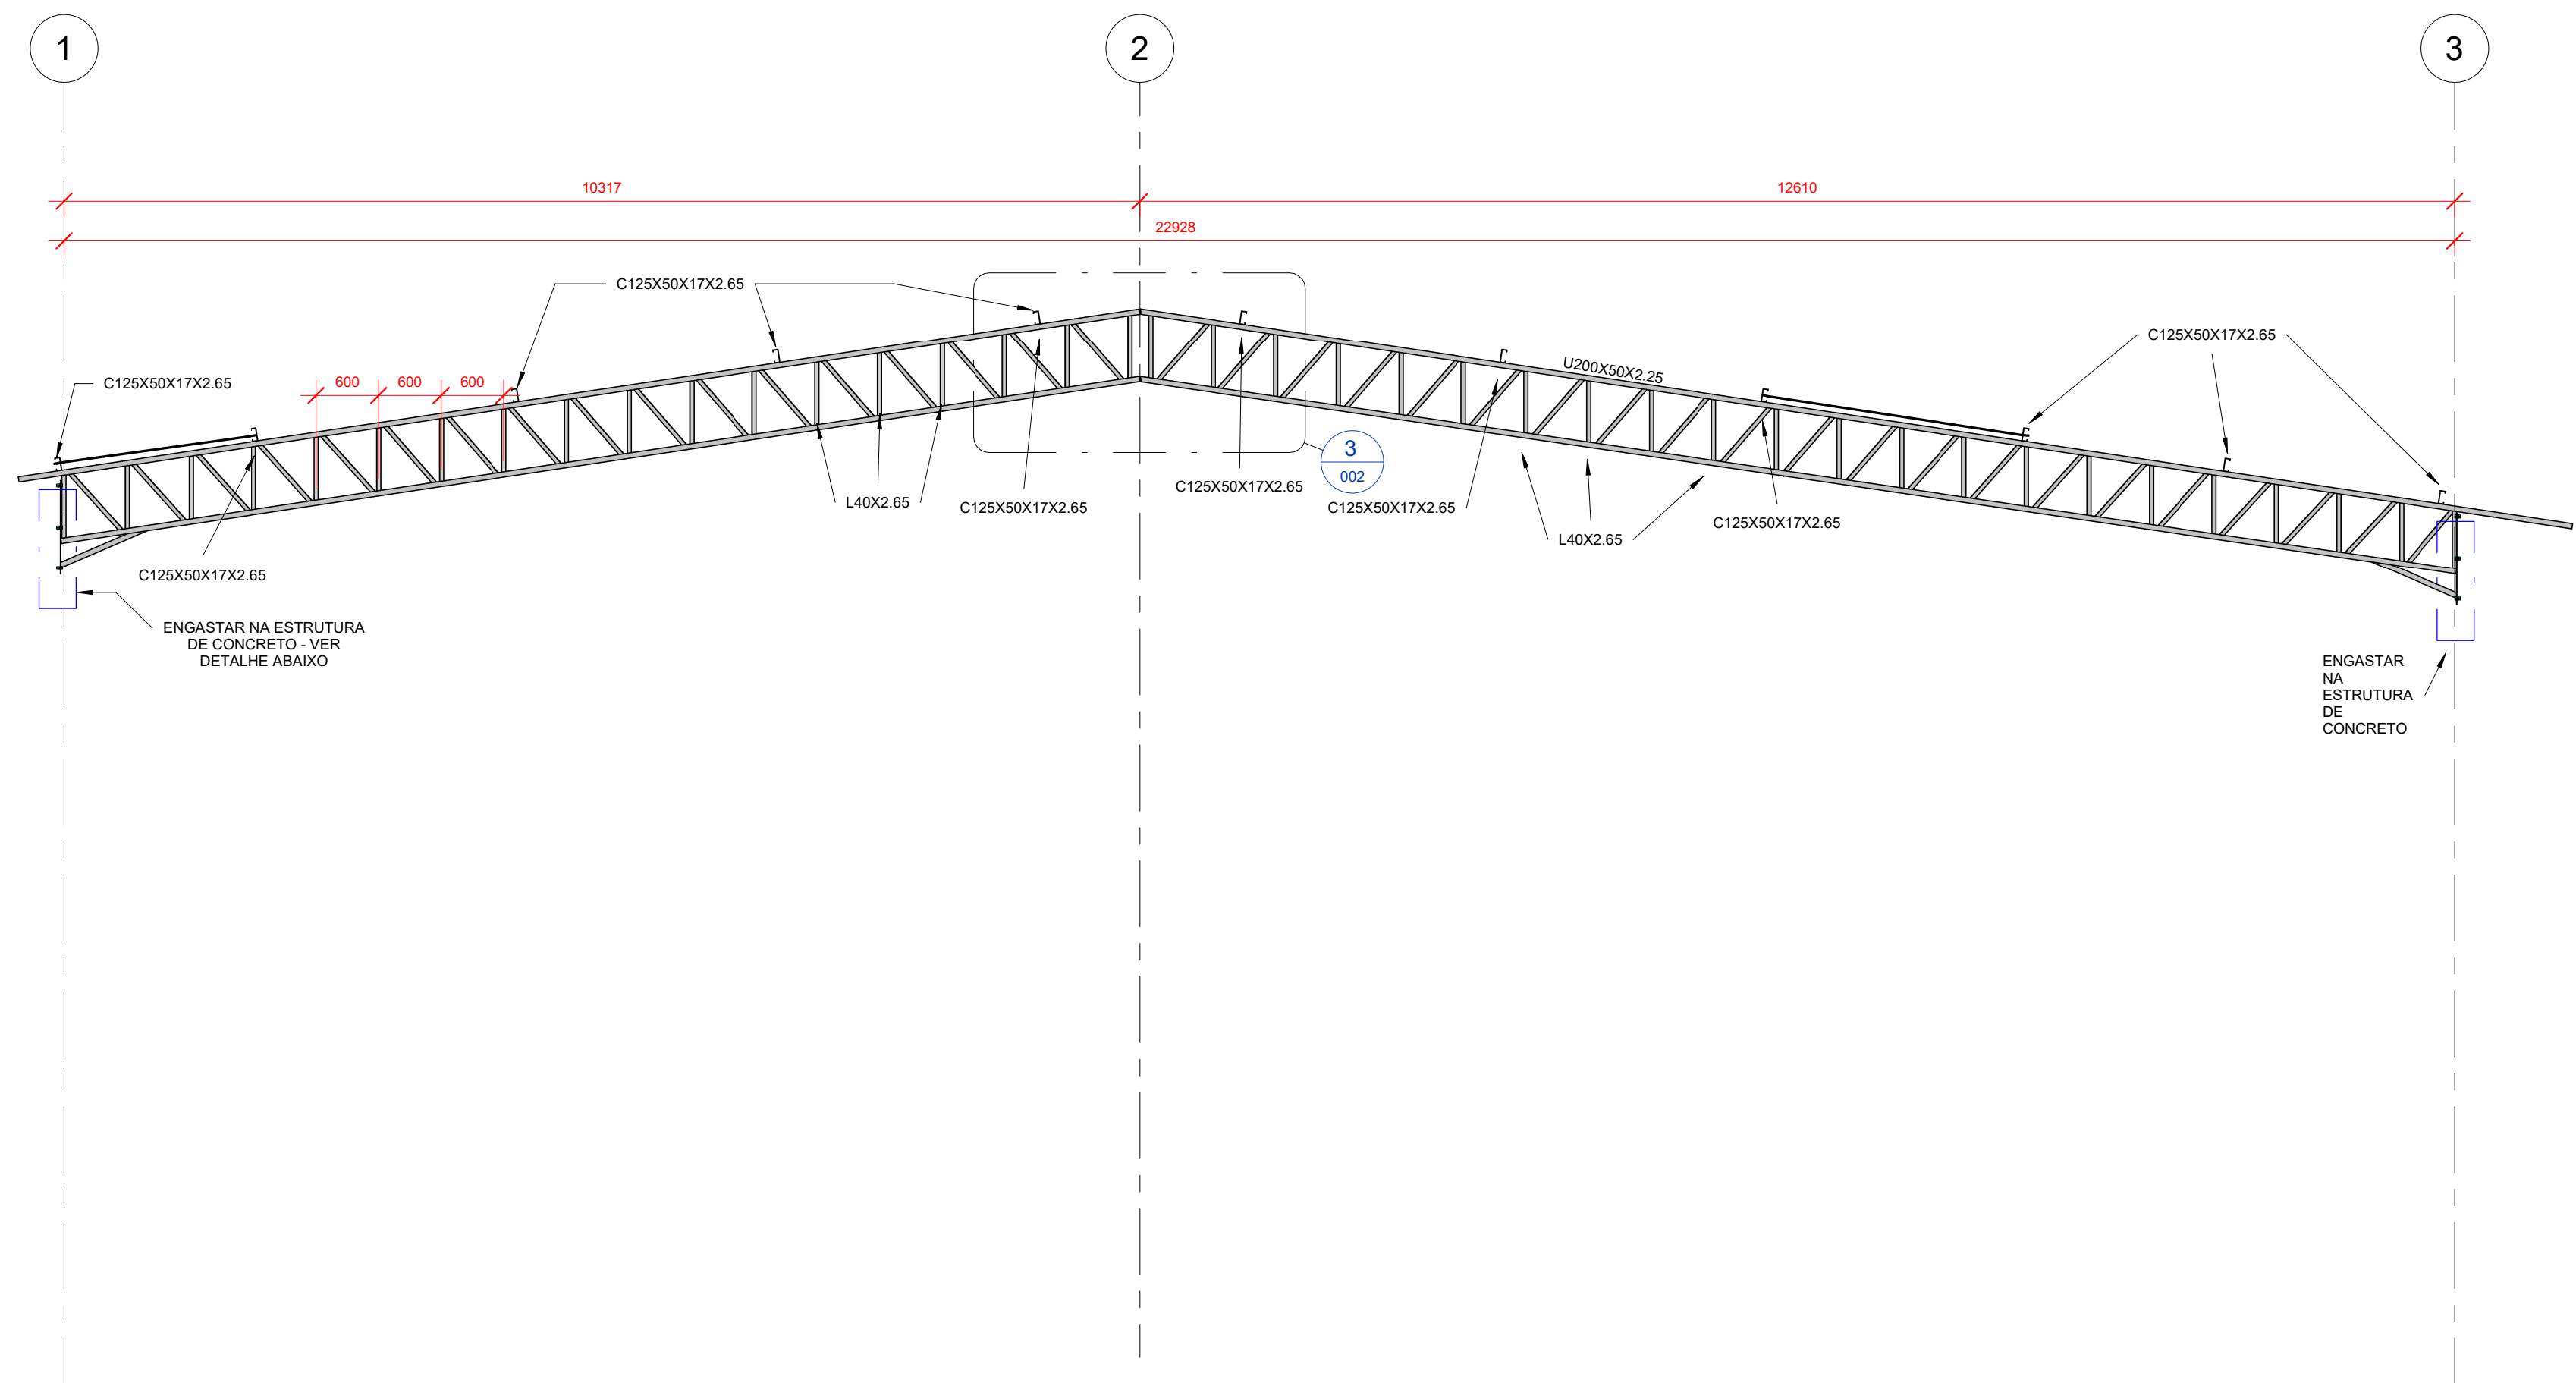 1
2
3
10317
12610
22928
C125X50X17X2.65
C125X50X17X2.65
C125X50X17X2.65
600
600
600
U200X50X2.25
3
002
C125X50X17X2.65
C125X50X17X2.65
C125X50X17X2.65
L40X2.65
C125X50X17X2.65
L40X2.65
C125X50X17X2.65
ENGASTAR NA ESTRUTURA
DE CONCRETO - VER
DETALHE ABAIXO
ENGASTAR
NA
ESTRUTURA
DE
CONCRETO